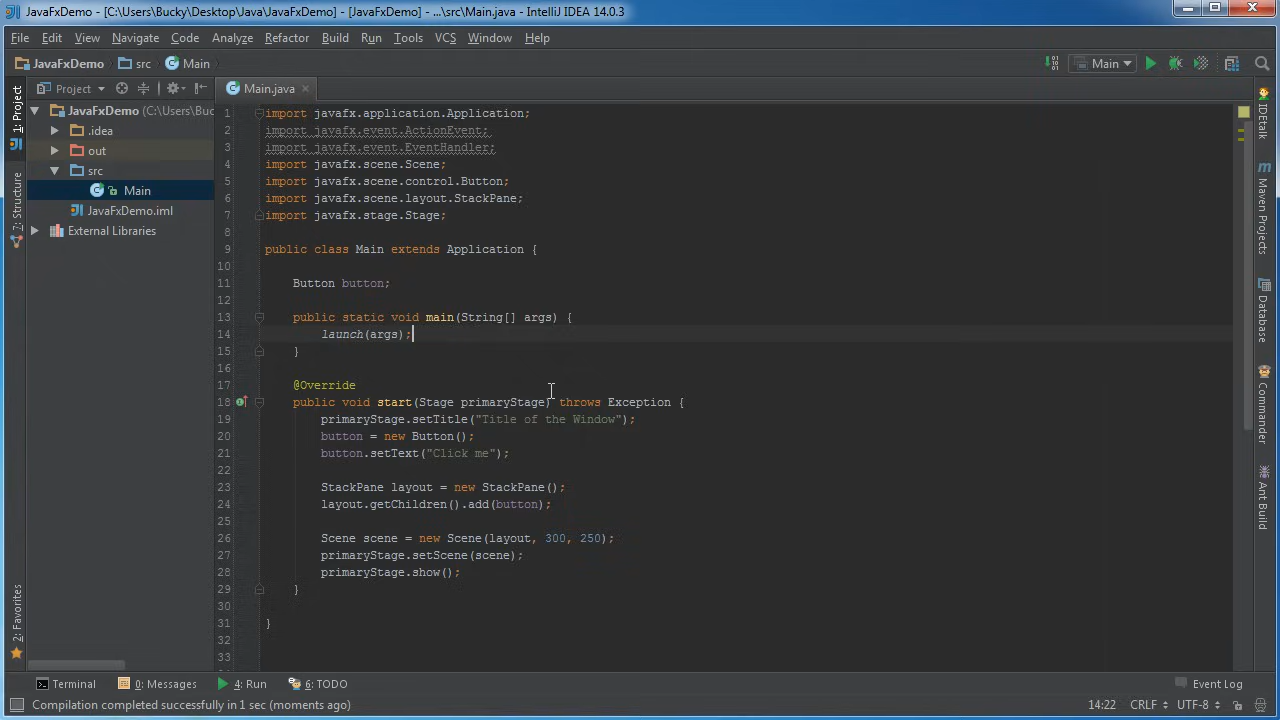 JavaFxDemo - [C:\Users\Bucky\Desktop\Java\JavaFxDemo] - [JavaFxDemo] - ...\src\Main.java - IntelliJ IDEA 14.0.3
File Edit View Navigate Code Analyze Refactor Build Run Tools VCS Window Help
JavaFxDemo src Main Main
Project Main.java
1: Project
7: Structure
2: Favorites
JavaFxDemo (C:\Users\Buc
.idea
out
src
Main
JavaFxDemo.iml
External Libraries
1 import javafx.application.Application;
2 import javafx.event.ActionEvent;
3 import javafx.event.EventHandler;
4 import javafx.scene.Scene;
5 import javafx.scene.control.Button;
6 import javafx.scene.layout.StackPane;
7 import javafx.stage.Stage;
8
9 public class Main extends Application {
10
11 Button button;
12
13 public static void main(String[] args) {
14 launch(args);
15 }
16
17 @Override
18 public void start(Stage primaryStage) throws Exception {
19 primaryStage.setTitle("Title of the Window");
20 button = new Button();
21 button.setText("Click me");
22
23 StackPane layout = new StackPane();
24 layout.getChildren().add(button);
25
26 Scene scene = new Scene(layout, 300, 250);
27 primaryStage.setScene(scene);
28 primaryStage.show();
29 }
30
31 }
32
33
IDEtalk
Maven Projects
Database
Commander
Ant Build
Terminal 0: Messages 4: Run 6: TODO Event Log
Compilation completed successfully in 1 sec (moments ago) 14:22 CRLF UTF-8